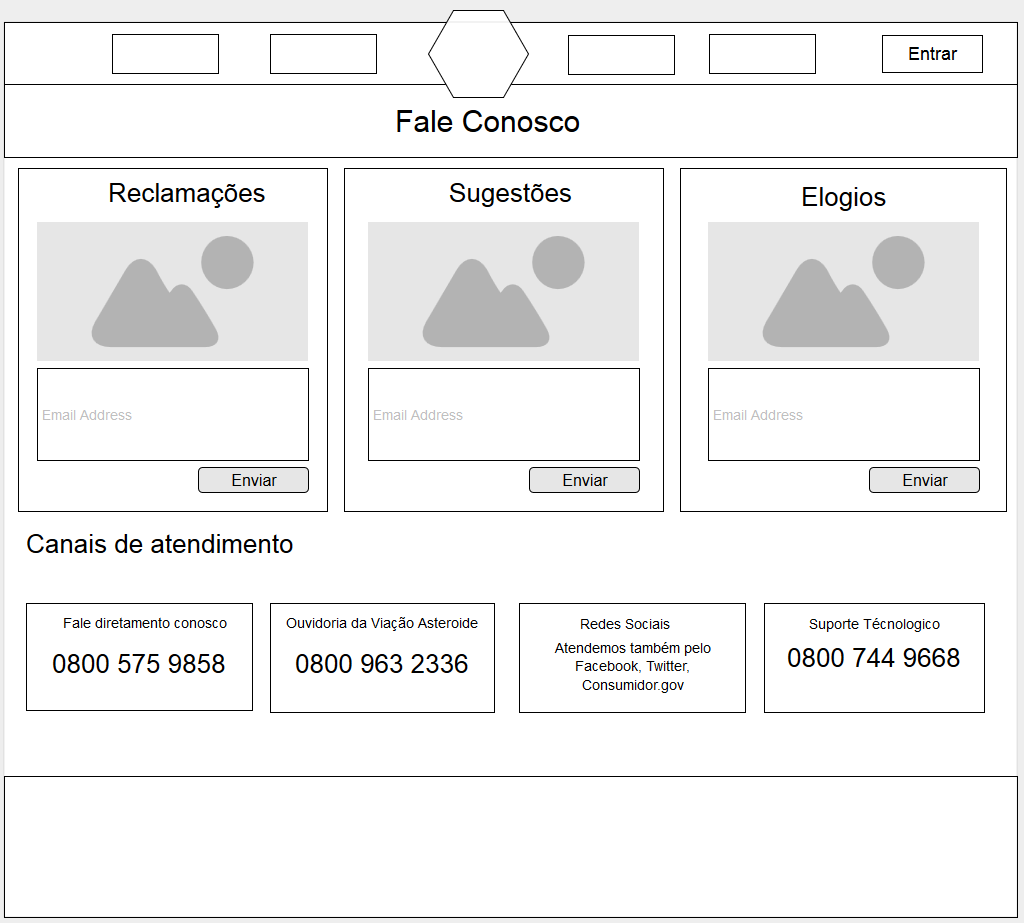 Entrar
Fale Conosco
Reclamações
Sugestões
Elogios
Email Address
Email Address
Email Address
Enviar
Enviar
Enviar
Canais de atendimento
Fale diretamento conosco
0800 575 9858
Ouvidoria da Viação Asteroide
0800 963 2336
Redes Sociais
Atendemos também pelo
Facebook, Twitter,
Consumidor.gov
Suporte Técnologico
0800 744 9668